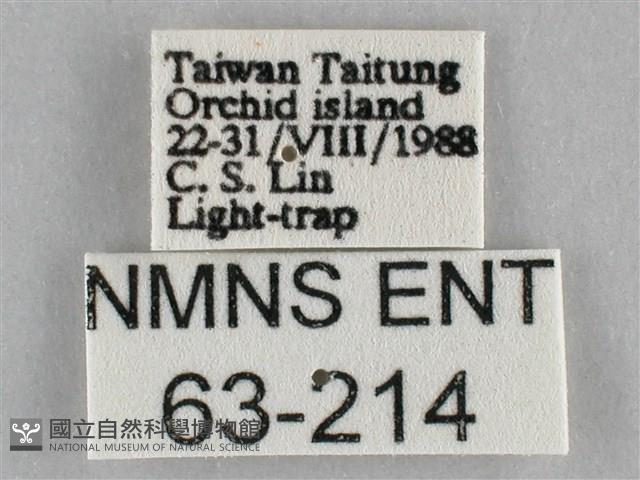 Taiwan Taitung
Orchid island
22-31/VIII/1988
C. S. Lin
Light-trap
NMNS ENT
63-214
國立自然科學博物館
NATIONAL MUSEUM OF NATURAL SCIENCE